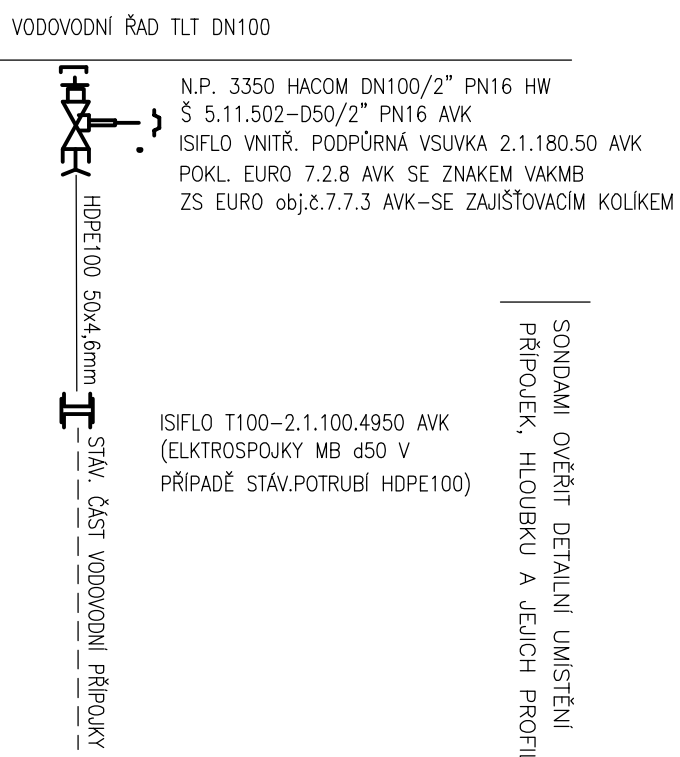 VODOVODNÍ ŘAD TLT DN100
N.P. 3350 HACOM DN100/2” PN16 HW
Š 5.11.502–D50/2” PN16 AVK
ISIFLO VNITŘ. PODPŮRNÁ VSUVKA 2.1.180.50 AVK
POKL. EURO 7.2.8 AVK SE ZNAKEM VAKMB
ZS EURO obj.č.7.7.3 AVK–SE ZAJIŠŤOVACÍM KOLÍKEM
HDPE100 50x4,6mm
ISIFLO T100–2.1.100.4950 AVK
(ELKTROSPOJKY MB d50 V
PŘÍPADĚ STÁV.POTRUBÍ HDPE100)
STÁV. ČÁST VODOVODNÍ PŘÍPOJKY
SONDAMI OVĚŘIT DETAILNÍ UMÍSTĚNÍ
PŘÍPOJEK, HLOUBKU A JEJICH PROFIL